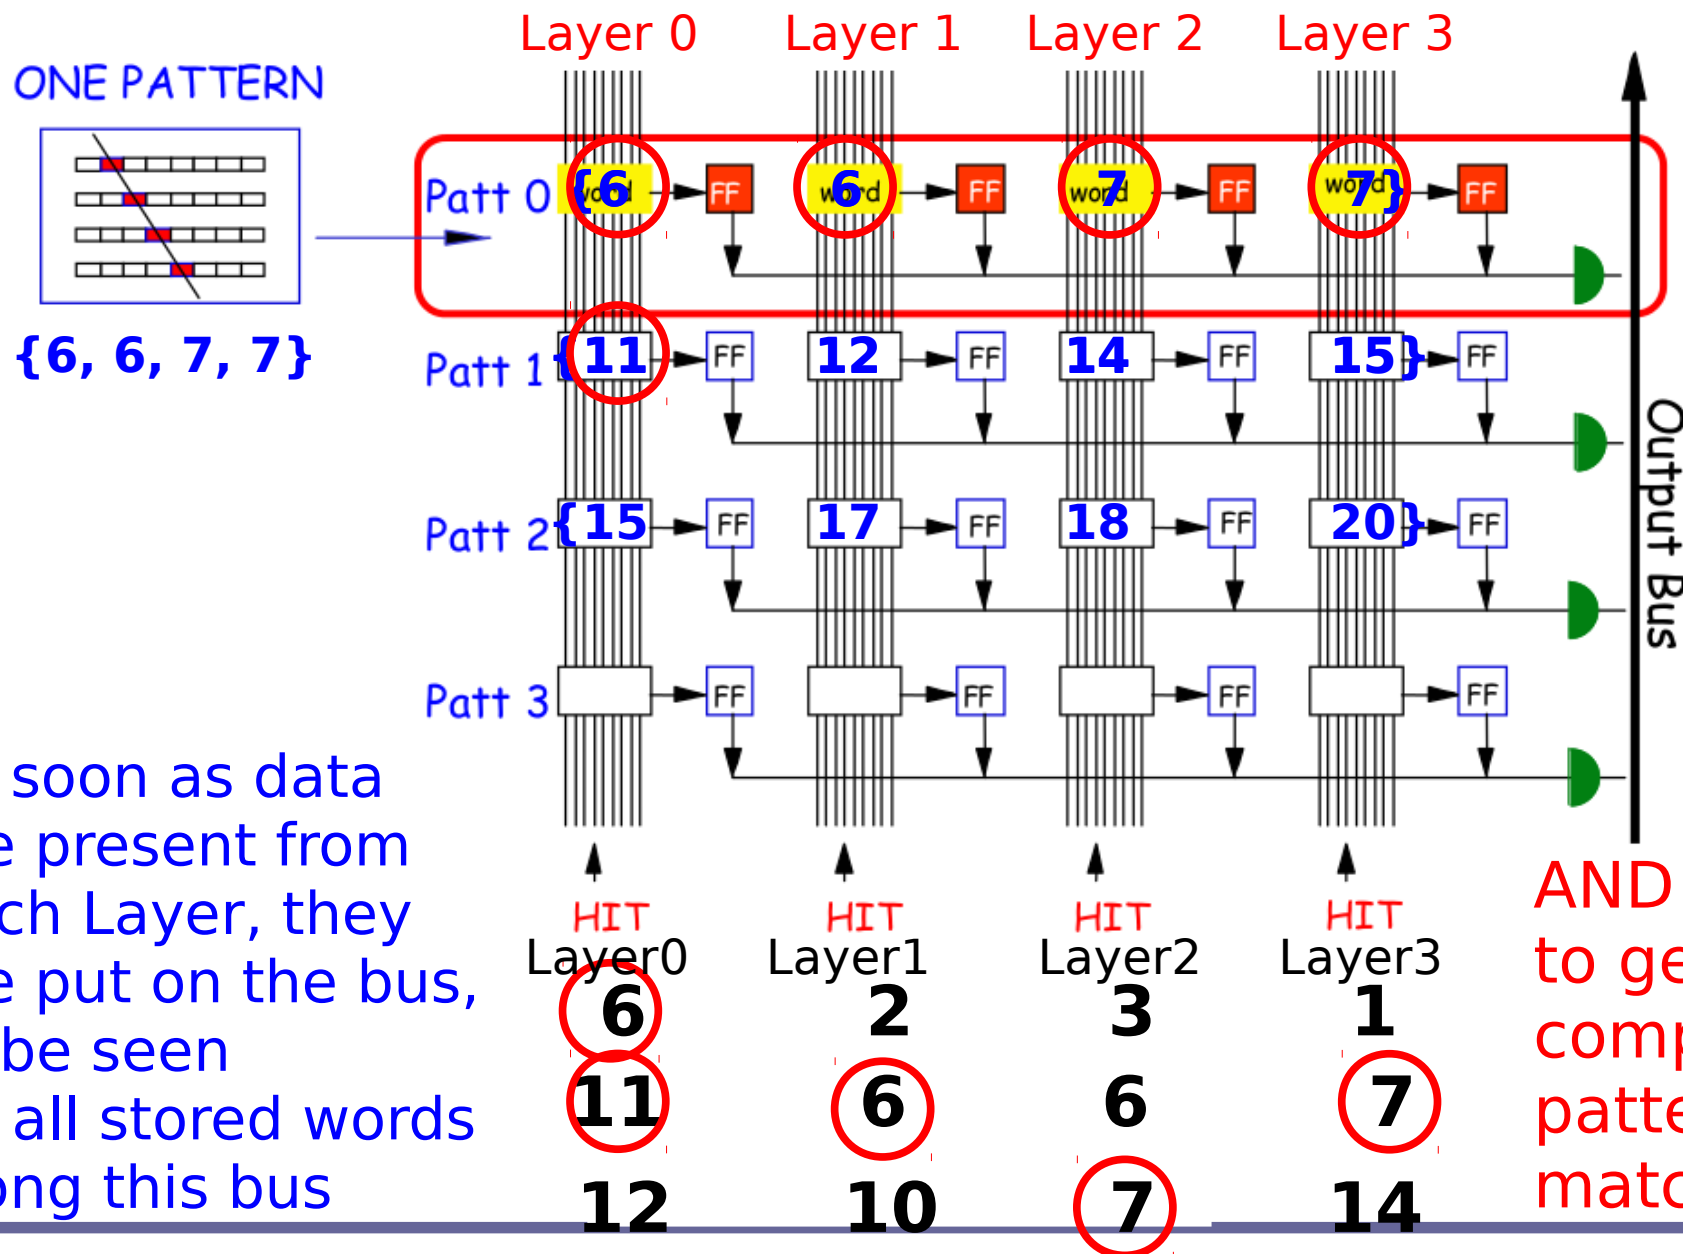 Layer 0 Layer 1 Layer 2 Layer 3
ONE PATTERN
{6, 6, 7, 7}
Patt 0 {6 word FF 6 word FF 7 word FF 7} word FF
Patt 1 {11 FF 12 FF 14 FF 15} FF
Patt 2 {15 FF 17 FF 18 FF 20} FF
Patt 3 FF FF FF FF
Output Bus
soon as data
e present from
ch Layer, they
e put on the bus,
be seen
all stored words
ong this bus
HIT HIT HIT HIT
Layer0 Layer1 Layer2 Layer3
6 2 3 1
11 6 6 7
12 10 7 14
AND
to ge
comp
patte
matc